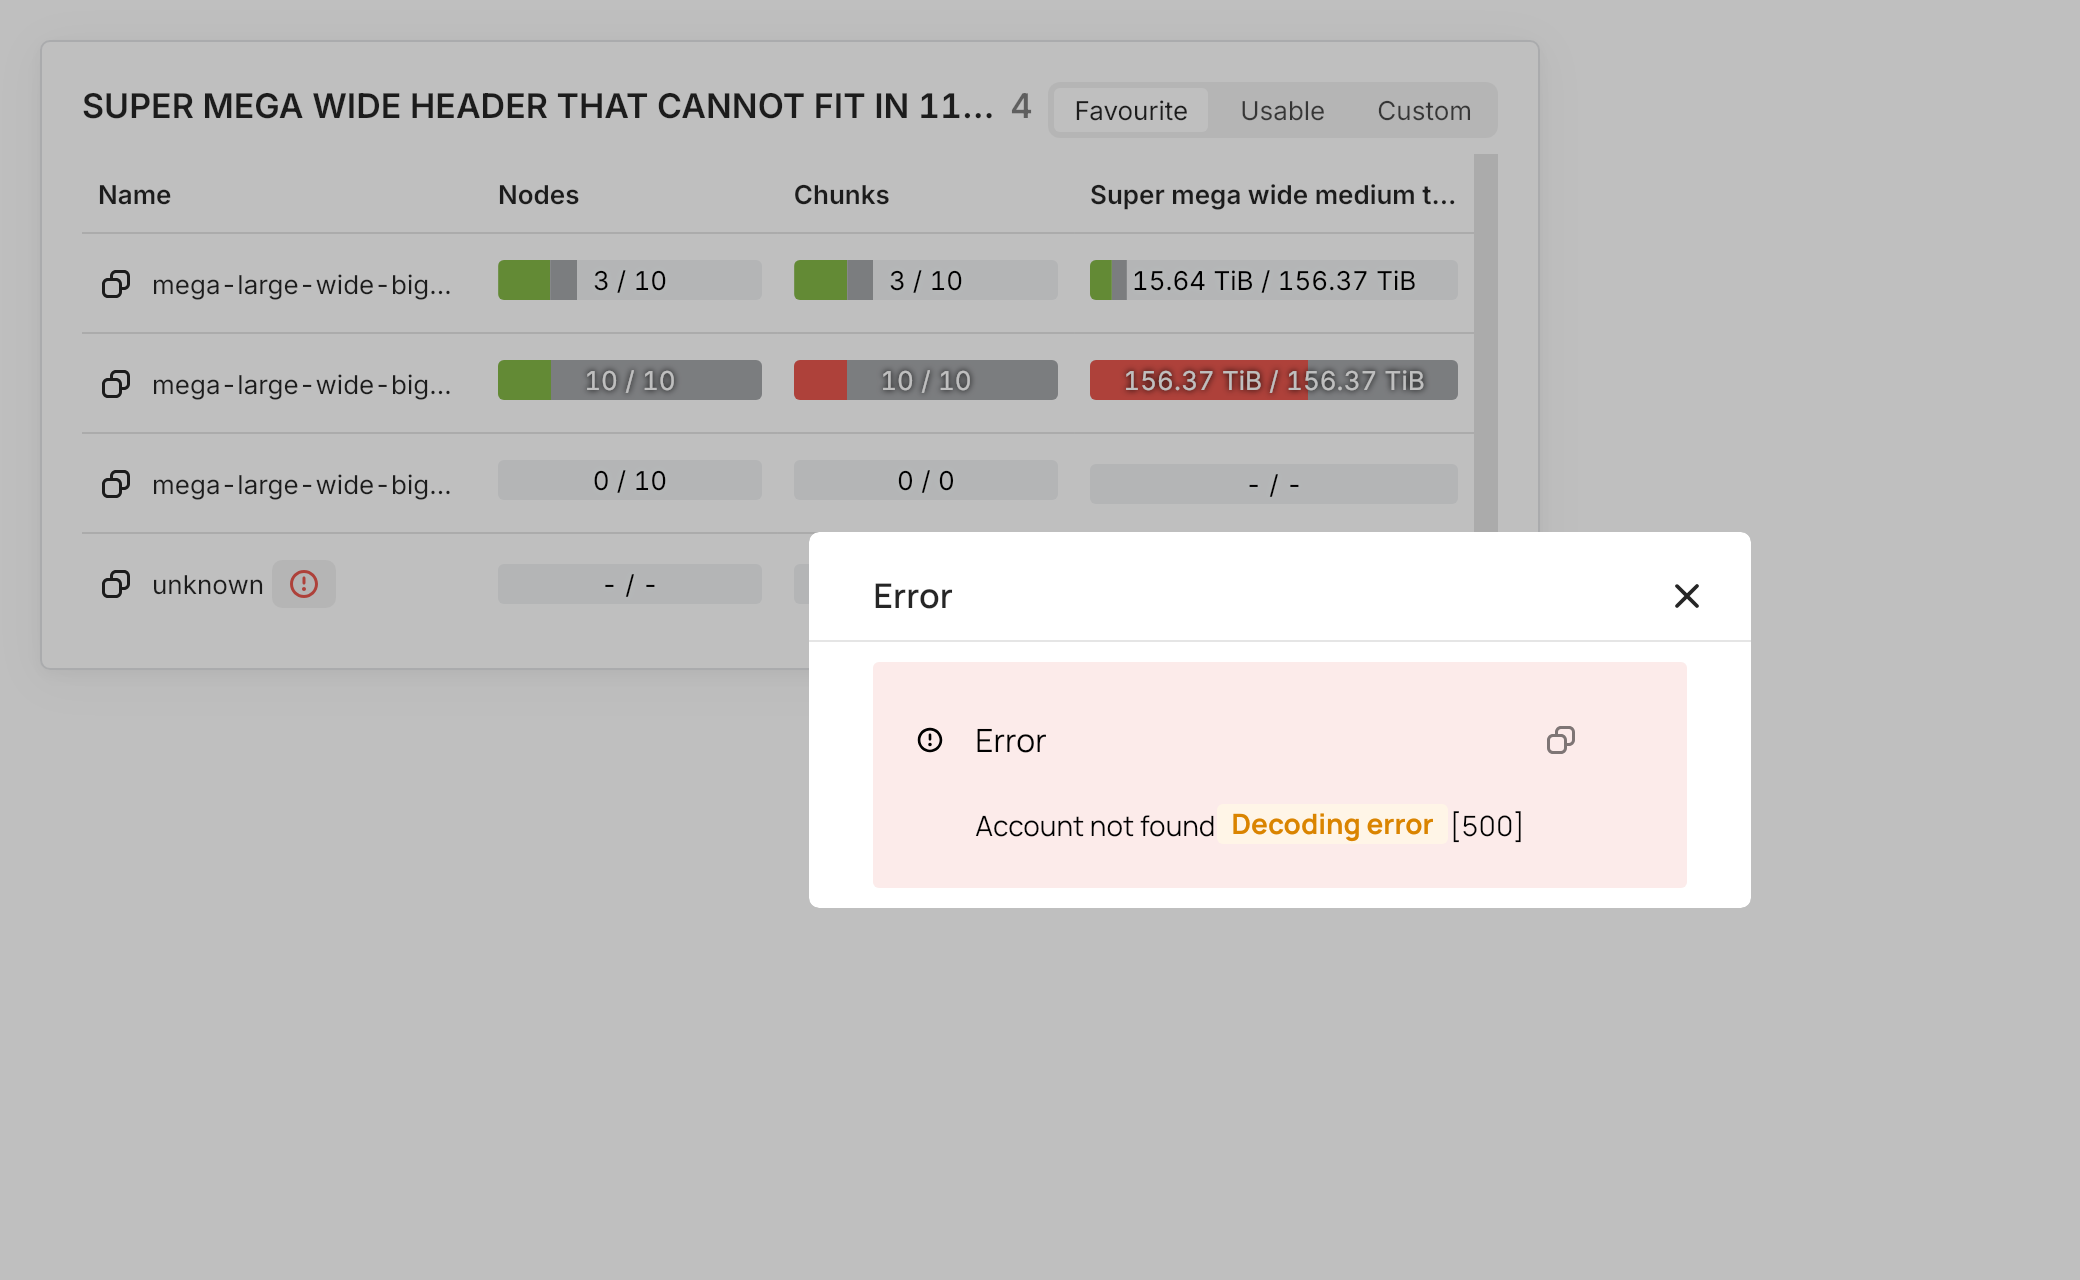 SUPER MEGA WIDE HEADER THAT CANNOT FIT IN 11... 4 Favourite Usable Custom
Name Nodes Chunks Super mega wide medium t...
mega-large-wide-big... 3 / 10 3 / 10 15.64 TiB / 156.37 TiB
mega-large-wide-big... 10 / 10 10 / 10 156.37 TiB / 156.37 TiB
mega-large-wide-big... 0 / 10 0 / 0 - / -
unknown - / -
Error
Error
Account not found Decoding error [500]